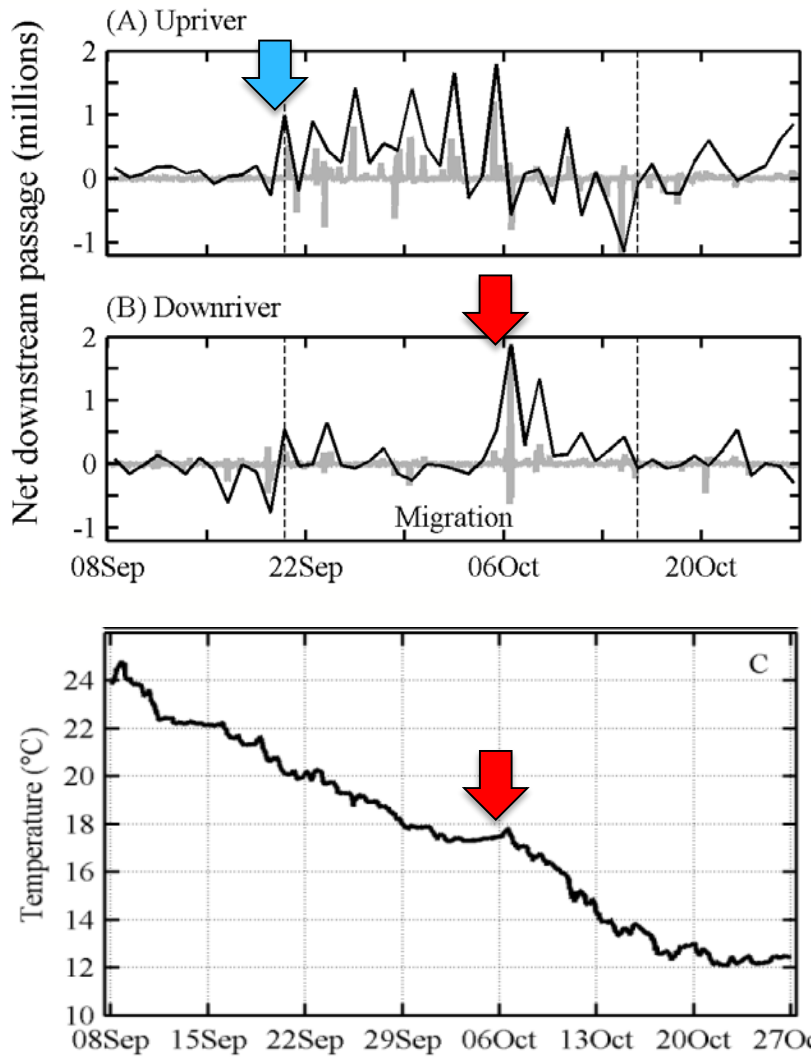 (A) Upriver
Net downstream passage (millions)
2
1
0
-1
(B) Downriver
2
1
0
-1
Migration
08Sep 22Sep 06Oct 20Oct
C
Temperature (°C)
24
22
20
18
16
14
12
10
08Sep 15Sep 22Sep 29Sep 06Oct 13Oct 20Oct 27O